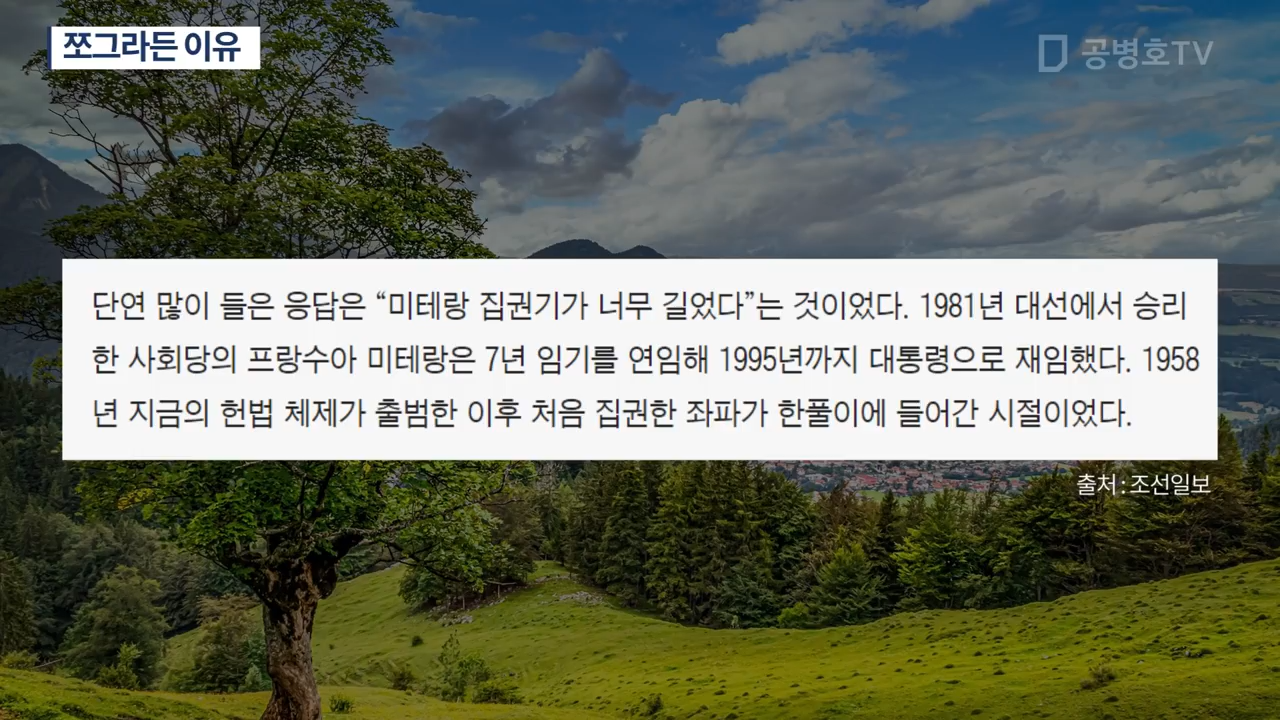 쪼그라든 이유
공병호TV
단연 많이 들은 응답은 “미테랑 집권기가 너무 길었다”는 것이었다. 1981년 대선에서 승리
한 사회당의 프랑수아 미테랑은 7년 임기를 연임해 1995년까지 대통령으로 재임했다. 1958
년 지금의 헌법 체제가 출범한 이후 처음 집권한 좌파가 한풀이에 들어간 시절이었다.
출처 : 조선일보